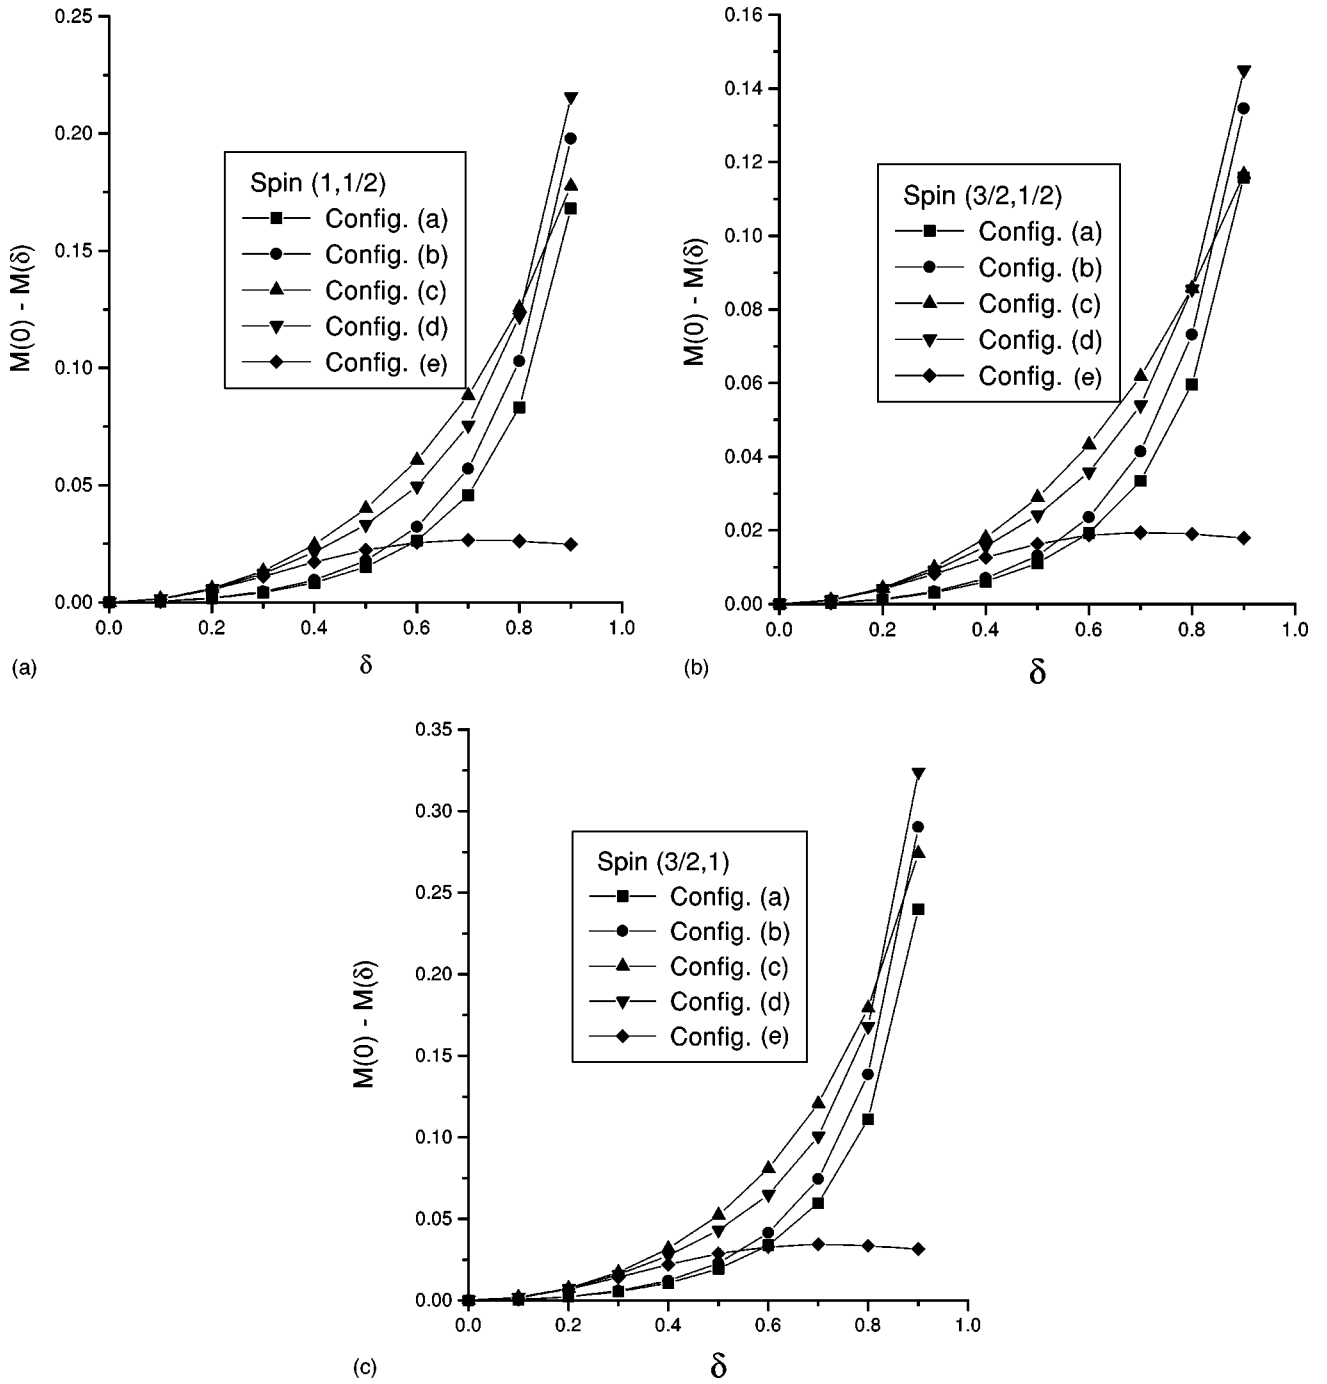 0.25
0.20
0.15
0.10
0.05
0.00
M(0) - M(δ)
Spin (1,1/2)
Config. (a)
Config. (b)
Config. (c)
Config. (d)
Config. (e)
0.0 0.2 0.4 0.6 0.8 1.0
(a)
δ
0.16
0.14
0.12
0.10
0.08
0.06
0.04
0.02
0.00
M(0) - M(δ)
Spin (3/2,1/2)
Config. (a)
Config. (b)
Config. (c)
Config. (d)
Config. (e)
0.0 0.2 0.4 0.6 0.8 1.0
(b)
δ
0.35
0.30
0.25
0.20
0.15
0.10
0.05
0.00
M(0) - M(δ)
Spin (3/2,1)
Config. (a)
Config. (b)
Config. (c)
Config. (d)
Config. (e)
0.0 0.2 0.4 0.6 0.8 1.0
(c)
δ